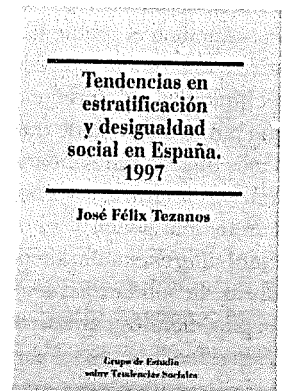 Tendencias en
estratificación
y desigualdad
social en España.
1997
José Félix Tezanos
Grupo de Estudio
sobre Tendencias Sociales